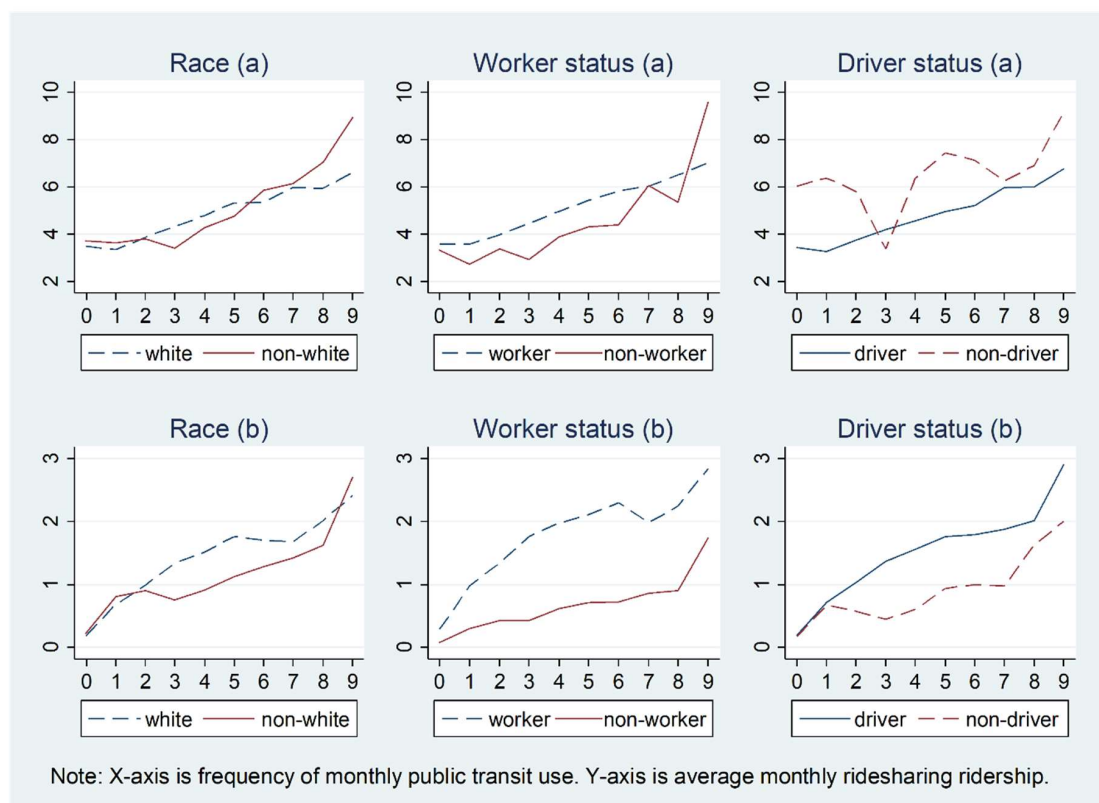 Race (a)
Worker status (a)
Driver status (a)
10
8
6
4
2
0 1 2 3 4 5 6 7 8 9
white non-white
10
8
6
4
2
0 1 2 3 4 5 6 7 8 9
worker non-worker
10
8
6
4
2
0 1 2 3 4 5 6 7 8 9
driver non-driver
Race (b)
Worker status (b)
Driver status (b)
3
2
1
0
0 1 2 3 4 5 6 7 8 9
white non-white
3
2
1
0
0 1 2 3 4 5 6 7 8 9
worker non-worker
3
2
1
0
0 1 2 3 4 5 6 7 8 9
driver non-driver
Note: X-axis is frequency of monthly public transit use. Y-axis is average monthly ridesharing ridership.